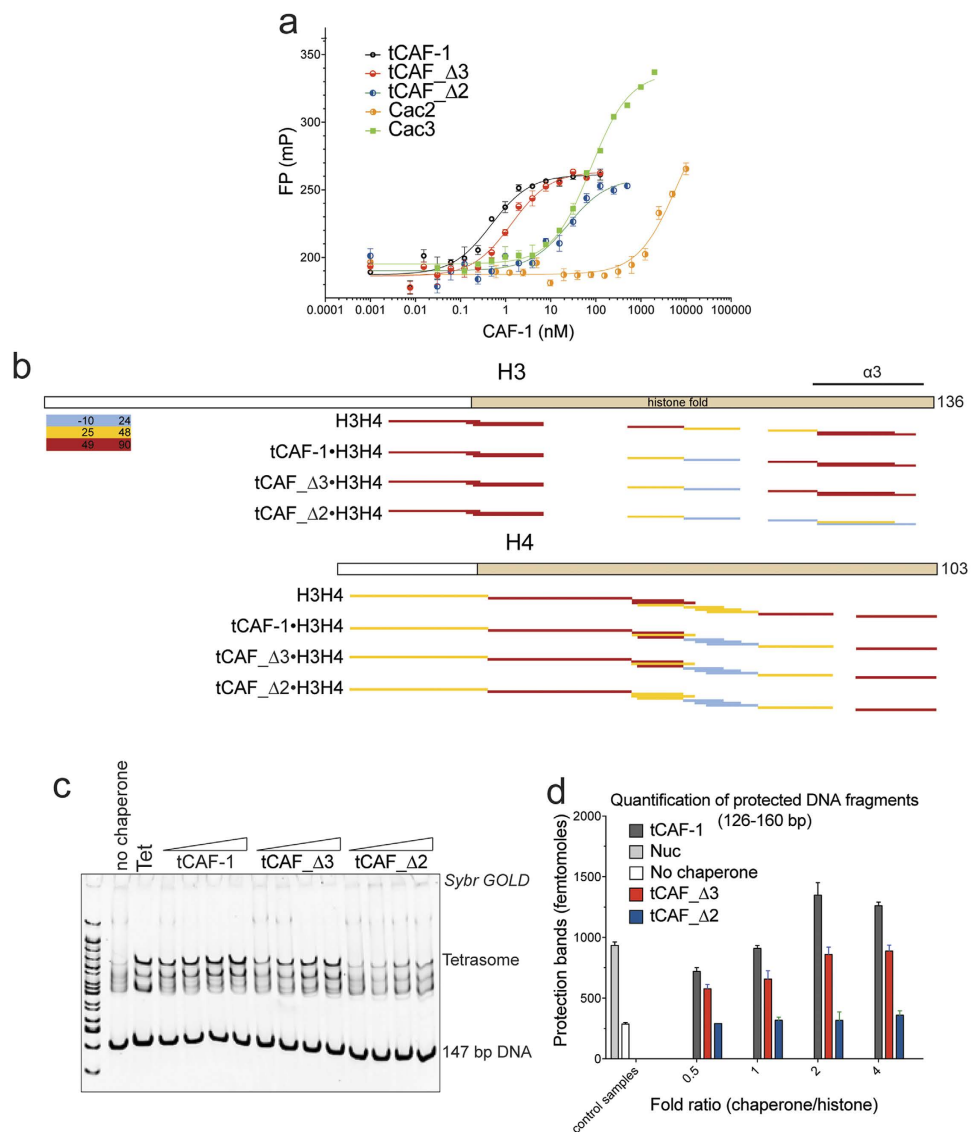 a
tCAF-1
tCAF_Δ3
tCAF_Δ2
Cac2
Cac3
FP (mP)
350
300
250
200
0.0001 0.001 0.01 0.1 1 10 100 1000 10000 100000
CAF-1 (nM)
b
H3
α3
histone fold
136
-10 24
25 48
49 90
H3H4
tCAF-1•H3H4
tCAF_Δ3•H3H4
tCAF_Δ2•H3H4
H4
103
H3H4
tCAF-1•H3H4
tCAF_Δ3•H3H4
tCAF_Δ2•H3H4
c
no chaperone
Tet
tCAF-1
tCAF_Δ3
tCAF_Δ2
Sybr GOLD
Tetrasome
147 bp DNA
d
Quantification of protected DNA fragments
(126-160 bp)
tCAF-1
Nuc
No chaperone
tCAF_Δ3
tCAF_Δ2
Protection bands (femtomoles)
2000
1500
1000
500
0
control samples
0.5
1
2
4
Fold ratio (chaperone/histone)